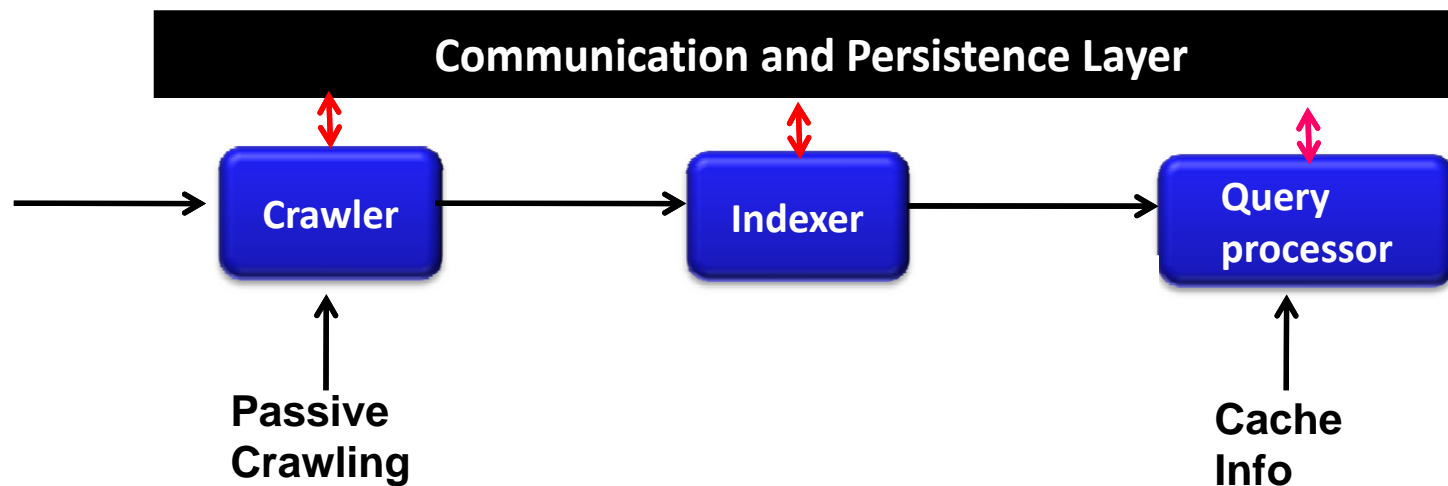 Communication and Persistence Layer
Crawler
Indexer
Query
processor
Passive
Crawling
Cache
Info